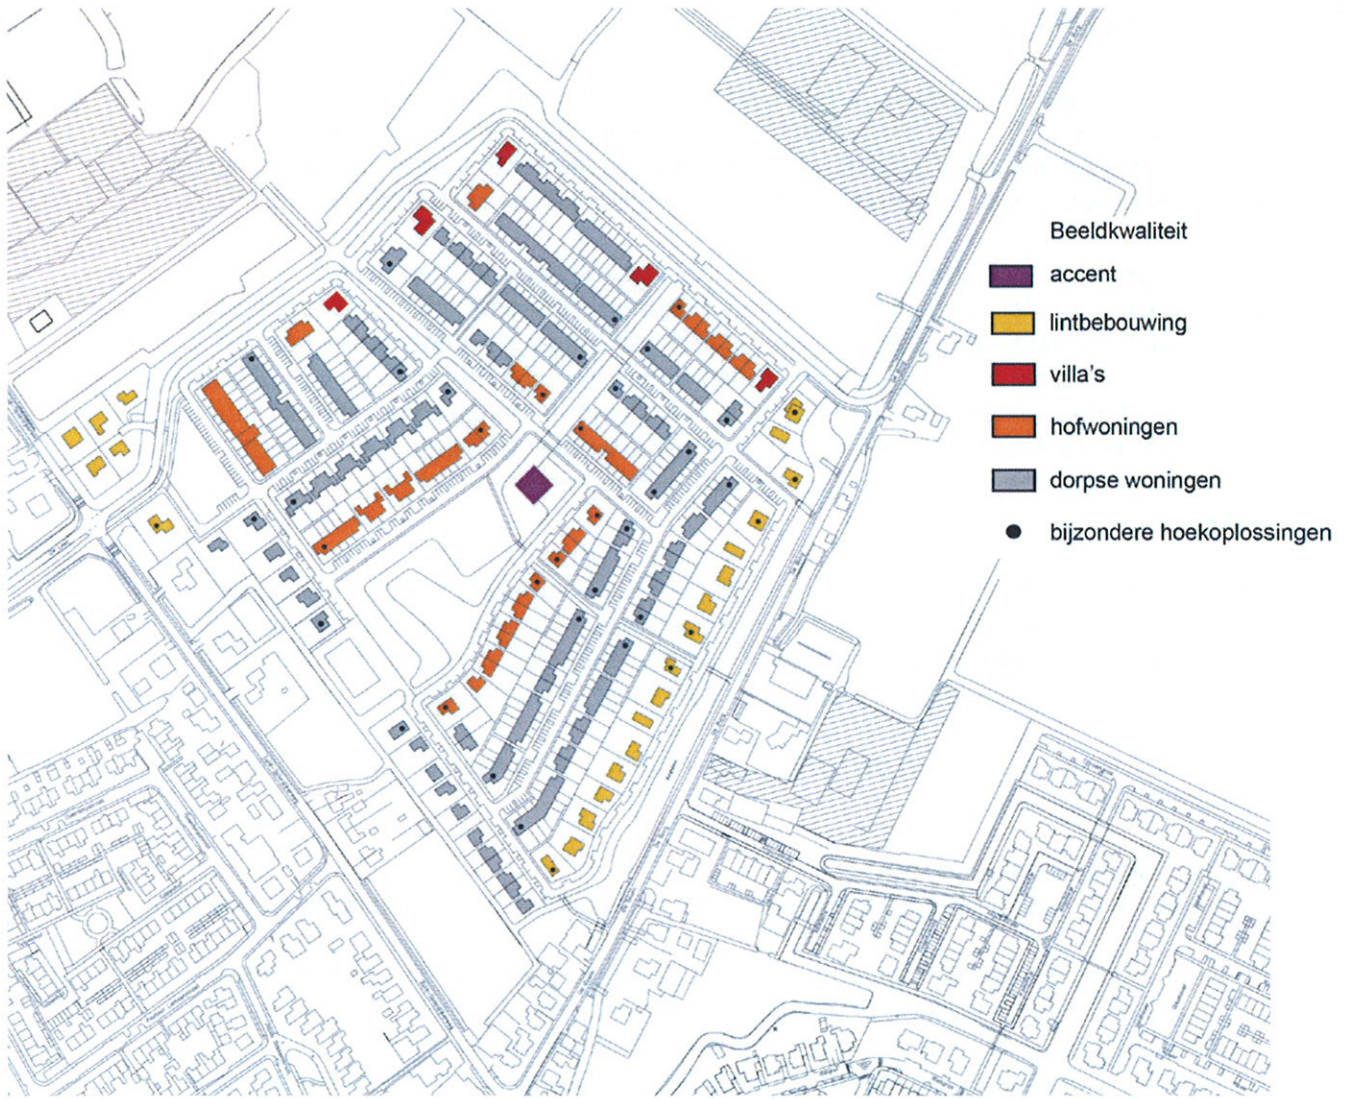 Beeldkwaliteit
accent
lintbebouwing
villa's
hofwoningen
dorpse woningen
bijzondere hoekoplossingen